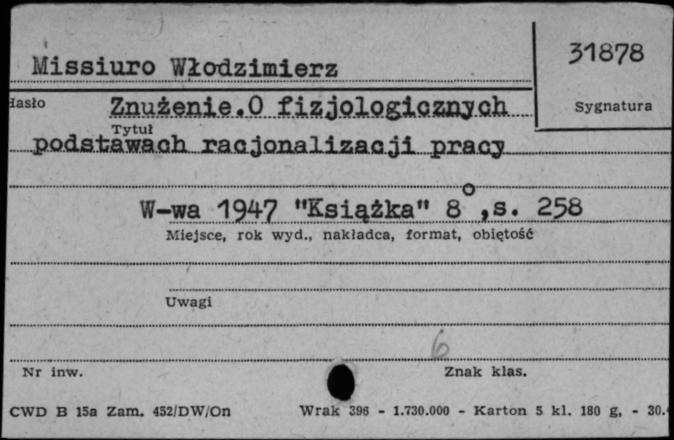 Missiuro Włodzimierz
31878
Hasło
Znużenie.O fizjologicznych
Sygnatura
Tytuł
podstawach racjonalizacji pracy
W-wa 1947 "Książka" 8°,s. 258
Miejsce, rok wyd., nakładca, format, objętość
Uwagi
6
Nr inw.
Znak klas.
CWD B 15a Zam. 452/DW/On
Wrak 396 - 1.730.000 - Karton 5 kl. 180 g, - 30.